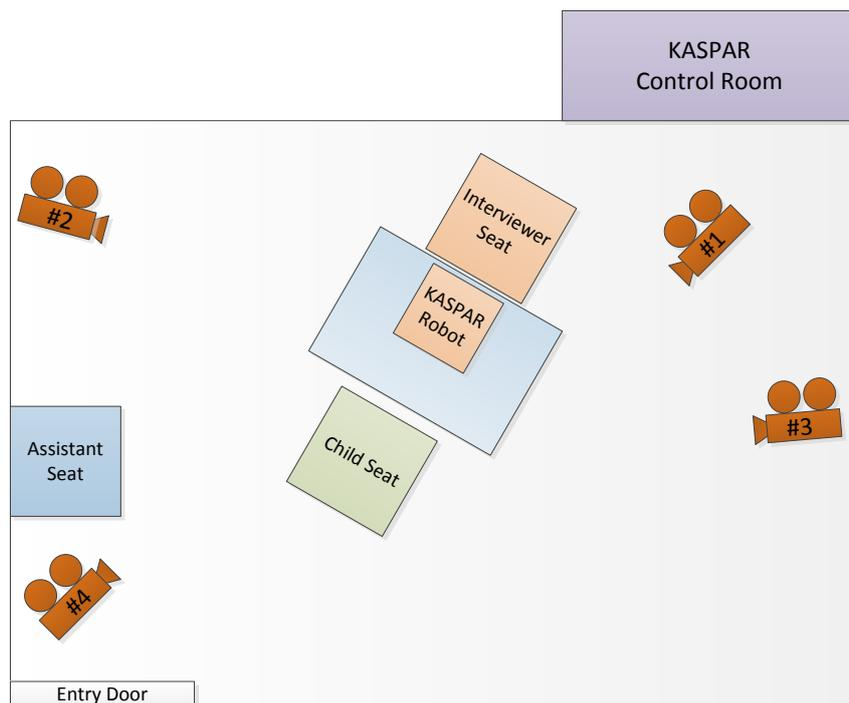 KASPAR
Control Room
#2
Interviewer
Seat
#1
KASPAR
Robot
#3
Assistant
Seat
Child Seat
#4
Entry Door